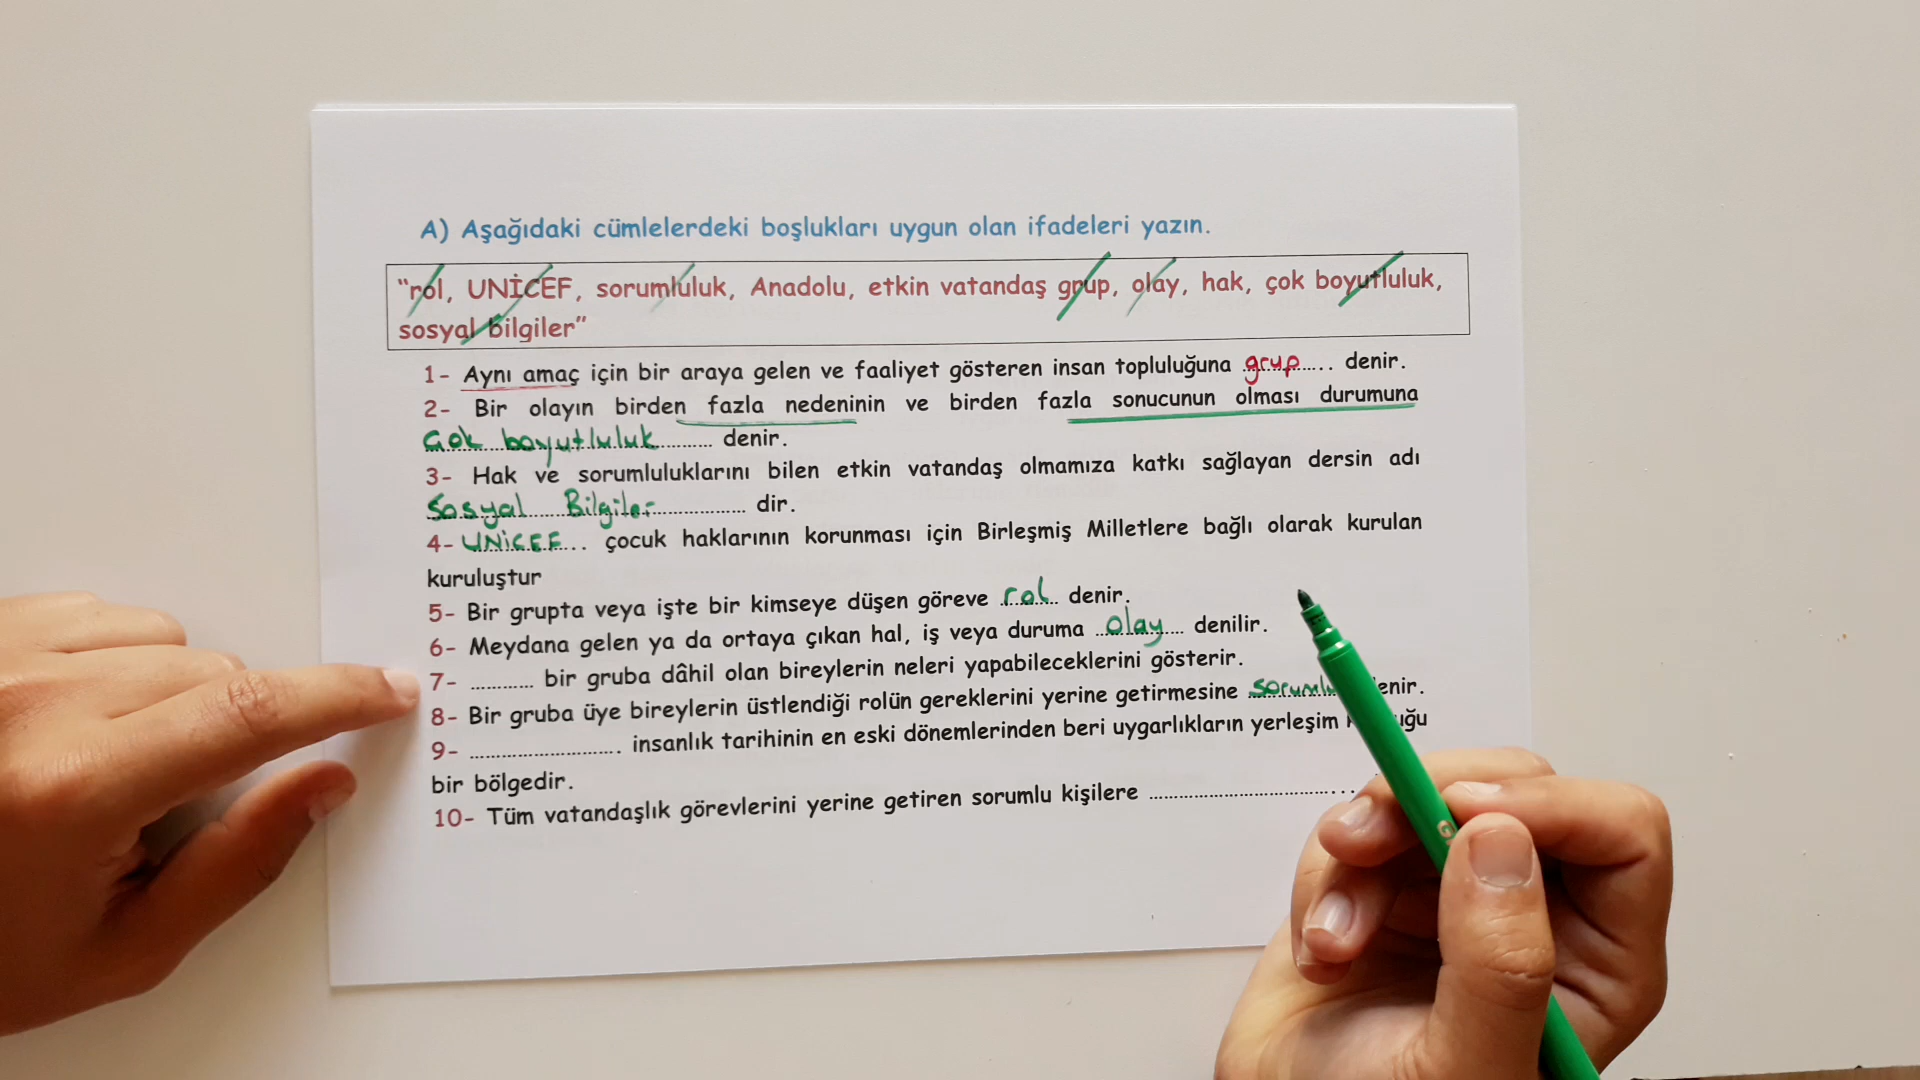 A) Aşağıdaki cümlelerdeki boşlukları uygun olan ifadeleri yazın.
"rol, UNİCEF, sorumluluk, Anadolu, etkin vatandaş grup, olay, hak, çok boyutluluk,
sosyal bilgiler"
1- Aynı amaç için bir araya gelen ve faaliyet gösteren insan topluluğuna grup..... denir.
2- Bir olayın birden fazla nedeninin ve birden fazla sonucunun olması durumuna
Çok boyutluluk.......... denir.
3- Hak ve sorumluluklarını bilen etkin vatandaş olmamıza katkı sağlayan dersin adı
Sosyal Bilgiler................ dir.
4- UNİCEF... çocuk haklarının korunması için Birleşmiş Milletlere bağlı olarak kurulan
kuruluştur
5- Bir grupta veya işte bir kimseye düşen göreve rol denir.
6- Meydana gelen ya da ortaya çıkan hal, iş veya duruma olay.... denilir.
7- ............ bir gruba dâhil olan bireylerin neleri yapabileceklerini gösterir.
8- Bir gruba üye bireylerin üstlendiği rolün gereklerini yerine getirmesine denir.
9- ............................. insanlık tarihinin en eski dönemlerinden beri uygarlıkların yerleşim
bir bölgedir.
10- Tüm vatandaşlık görevlerini yerine getiren sorumlu kişilere ..................................